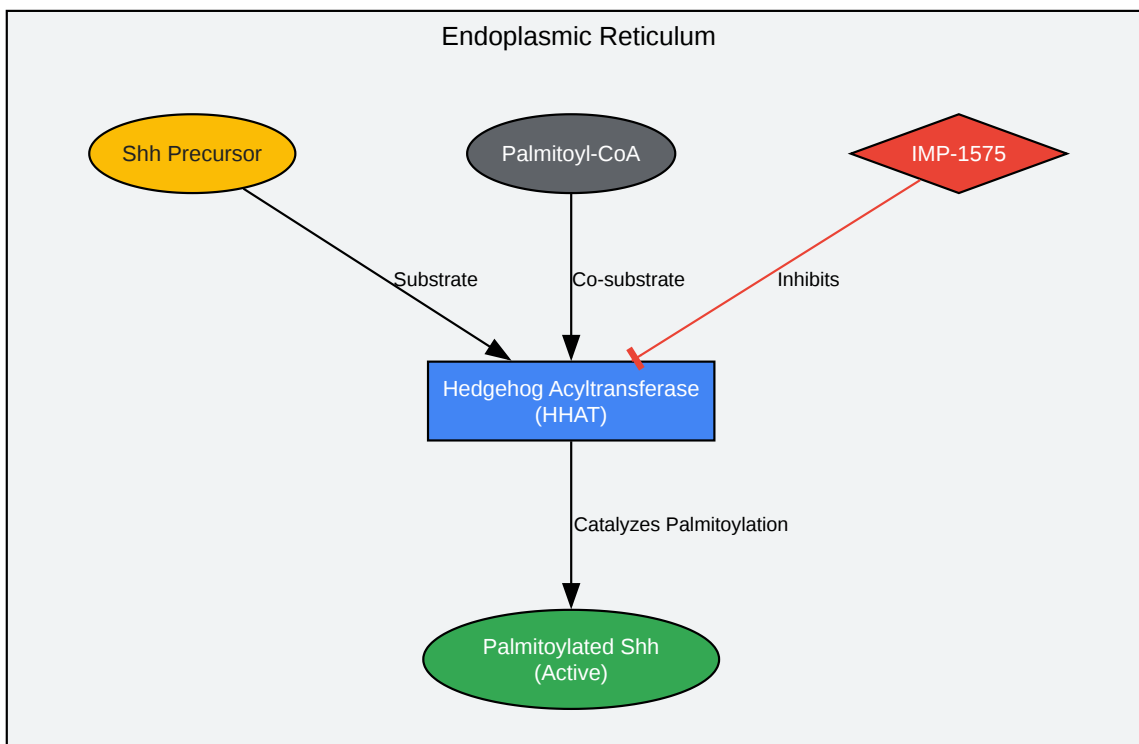 Endoplasmic Reticulum
Shh Precursor
Palmitoyl-CoA
IMP-1575
Substrate
Co-substrate
Inhibits
Hedgehog Acyltransferase
(HHAT)
Catalyzes Palmitoylation
Palmitoylated Shh
(Active)